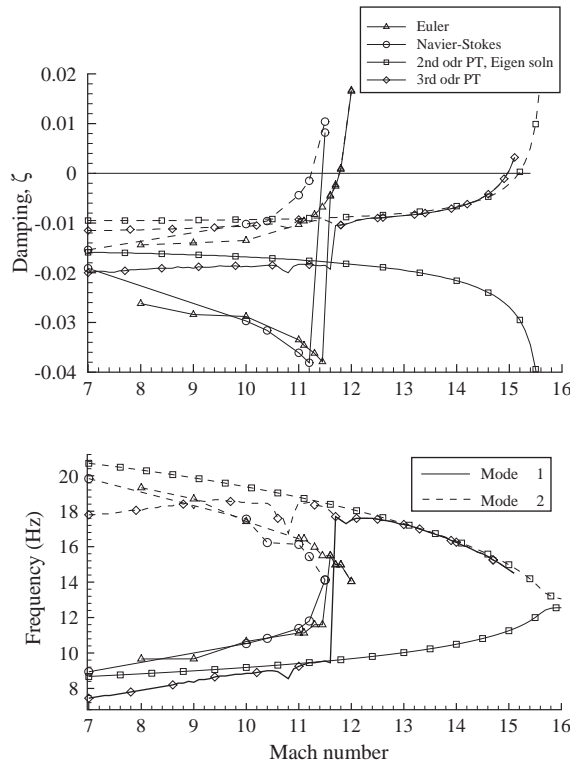 Euler
Navier-Stokes
2nd odr PT, Eigen soln
3rd odr PT
0.02
0.01
0
-0.01
-0.02
-0.03
-0.04
Damping, ζ
7 8 9 10 11 12 13 14 15 16
20
18
16
14
12
10
8
Frequency (Hz)
Mode 1
Mode 2
7 8 9 10 11 12 13 14 15 16
Mach number